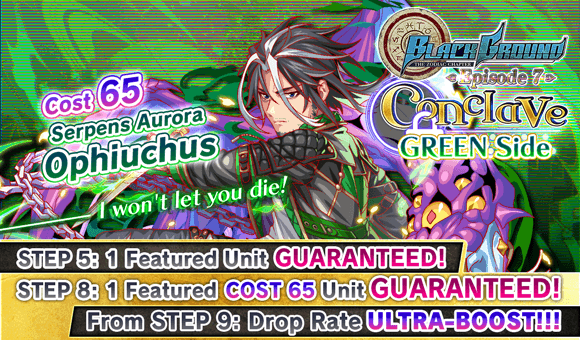 BLACKGROUND
THE ZODIAC CHAPTER
Episode 7
Conclave
GREEN Side
Cost 65
Serpens Aurora
Ophiuchus
I won't let you die!
STEP 5: 1 Featured Unit GUARANTEED!
STEP 8: 1 Featured COST 65 Unit GUARANTEED!
From STEP 9: Drop Rate ULTRA-BOOST!!!